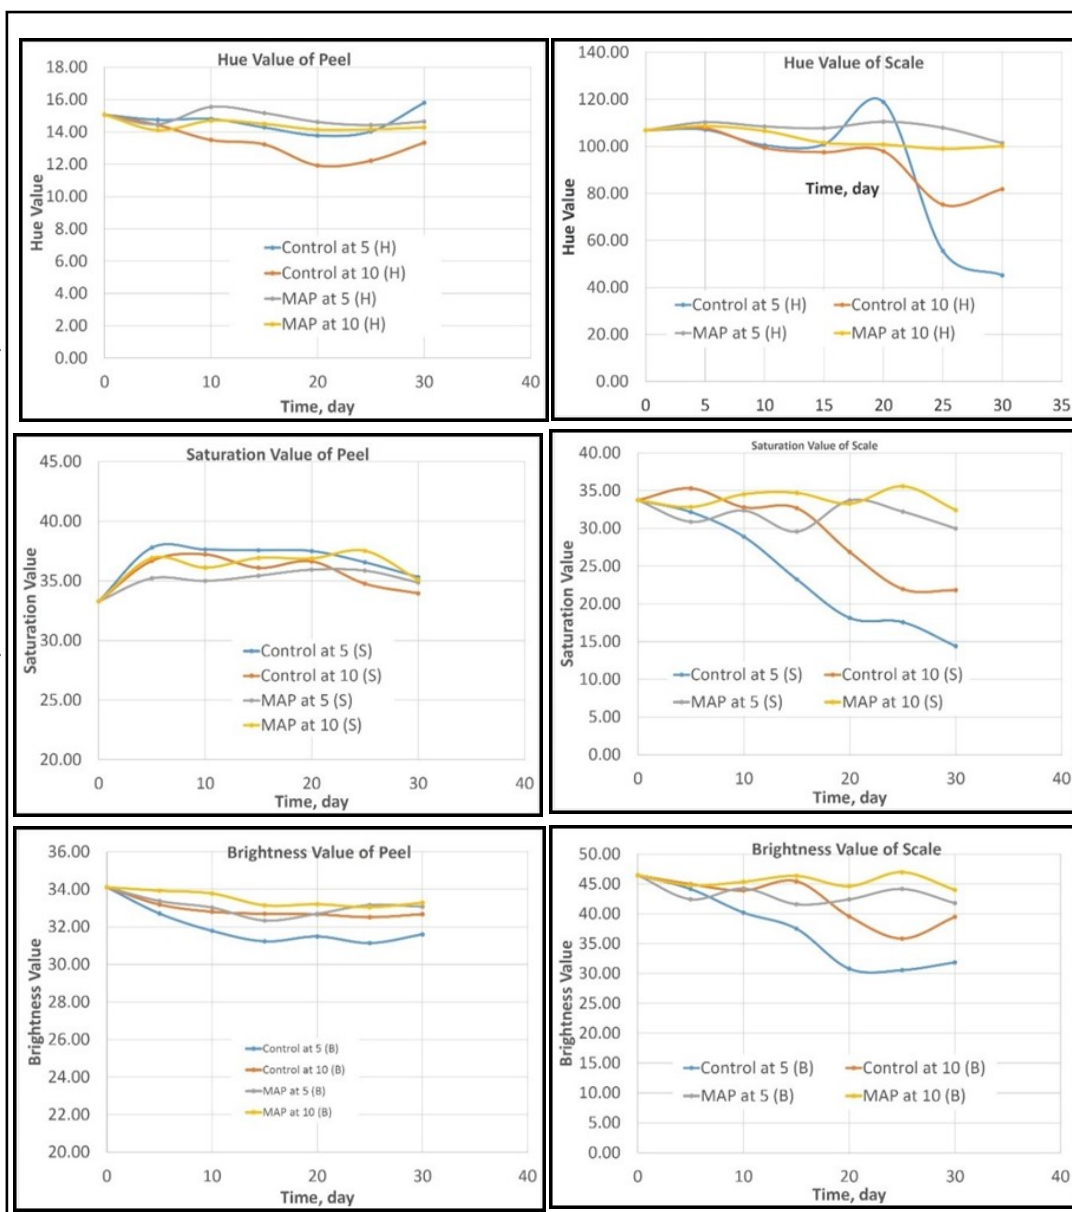 Hue Value of Peel
18.00
16.00
14.00
12.00
10.00
8.00
6.00
4.00
2.00
0.00
Hue Value
Control at 5 (H)
Control at 10 (H)
MAP at 5 (H)
MAP at 10 (H)
0 10 20 30 40
Time, day
Hue Value of Scale
140.00
120.00
100.00
80.00
60.00
40.00
20.00
0.00
Hue Value
Time, day
Control at 5 (H) Control at 10 (H)
MAP at 5 (H) MAP at 10 (H)
0 5 10 15 20 25 30 35
Saturation Value of Peel
45.00
40.00
35.00
30.00
25.00
20.00
Saturation Value
Control at 5 (S)
Control at 10 (S)
MAP at 5 (S)
MAP at 10 (S)
0 10 20 30 40
Time, day
Saturation Value of Scale
40.00
35.00
30.00
25.00
20.00
15.00
10.00
5.00
0.00
Saturation Value
Control at 5 (S) Control at 10 (S)
MAP at 5 (S) MAP at 10 (S)
0 10 20 30 40
Time, day
Brightness Value of Peel
36.00
34.00
32.00
30.00
28.00
26.00
24.00
22.00
20.00
Brightness Value
Control at 5 (B)
Control at 10 (B)
MAP at 5 (B)
MAP at 10 (B)
0 10 20 30 40
Time, day
Brightness Value of Scale
50.00
45.00
40.00
35.00
30.00
25.00
20.00
15.00
10.00
5.00
0.00
Brightness Value
Control at 5 (B) Control at 10 (B)
MAP at 5 (B) MAP at 10 (B)
0 10 20 30 40
Time, day